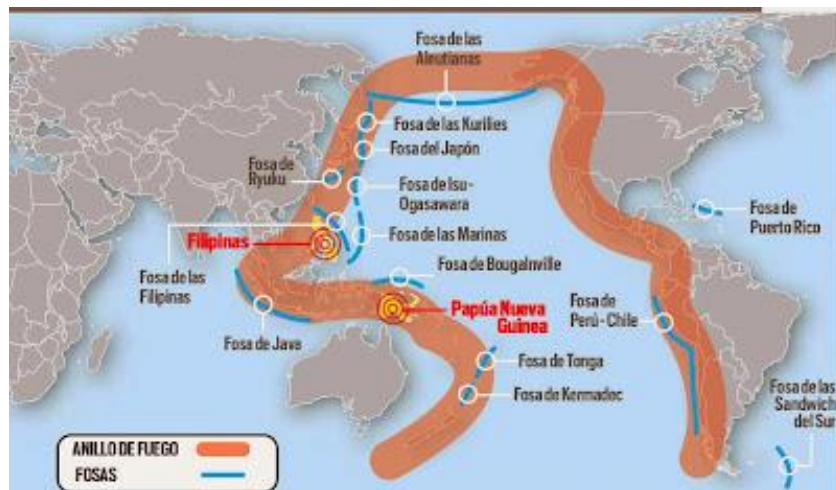 Fosa de las
Aleutianas
Fosa de las Kurilies
Fosa del Japón
Fosa de
Ryuku
Fosa de Isu-
Ogasawara
Filipinas
Fosa de las Marinas
Fosa de las
Filipinas
Fosa de Bougainville
Fosa de
Puerto Rico
Papúa Nueva
Guinea
Fosa de
Perú-Chile
Fosa de Java
Fosa de Tonga
Fosa de Kermadec
Fosa de las
Sandwich
del Sur
ANILLO DE FUEGO
FOSAS